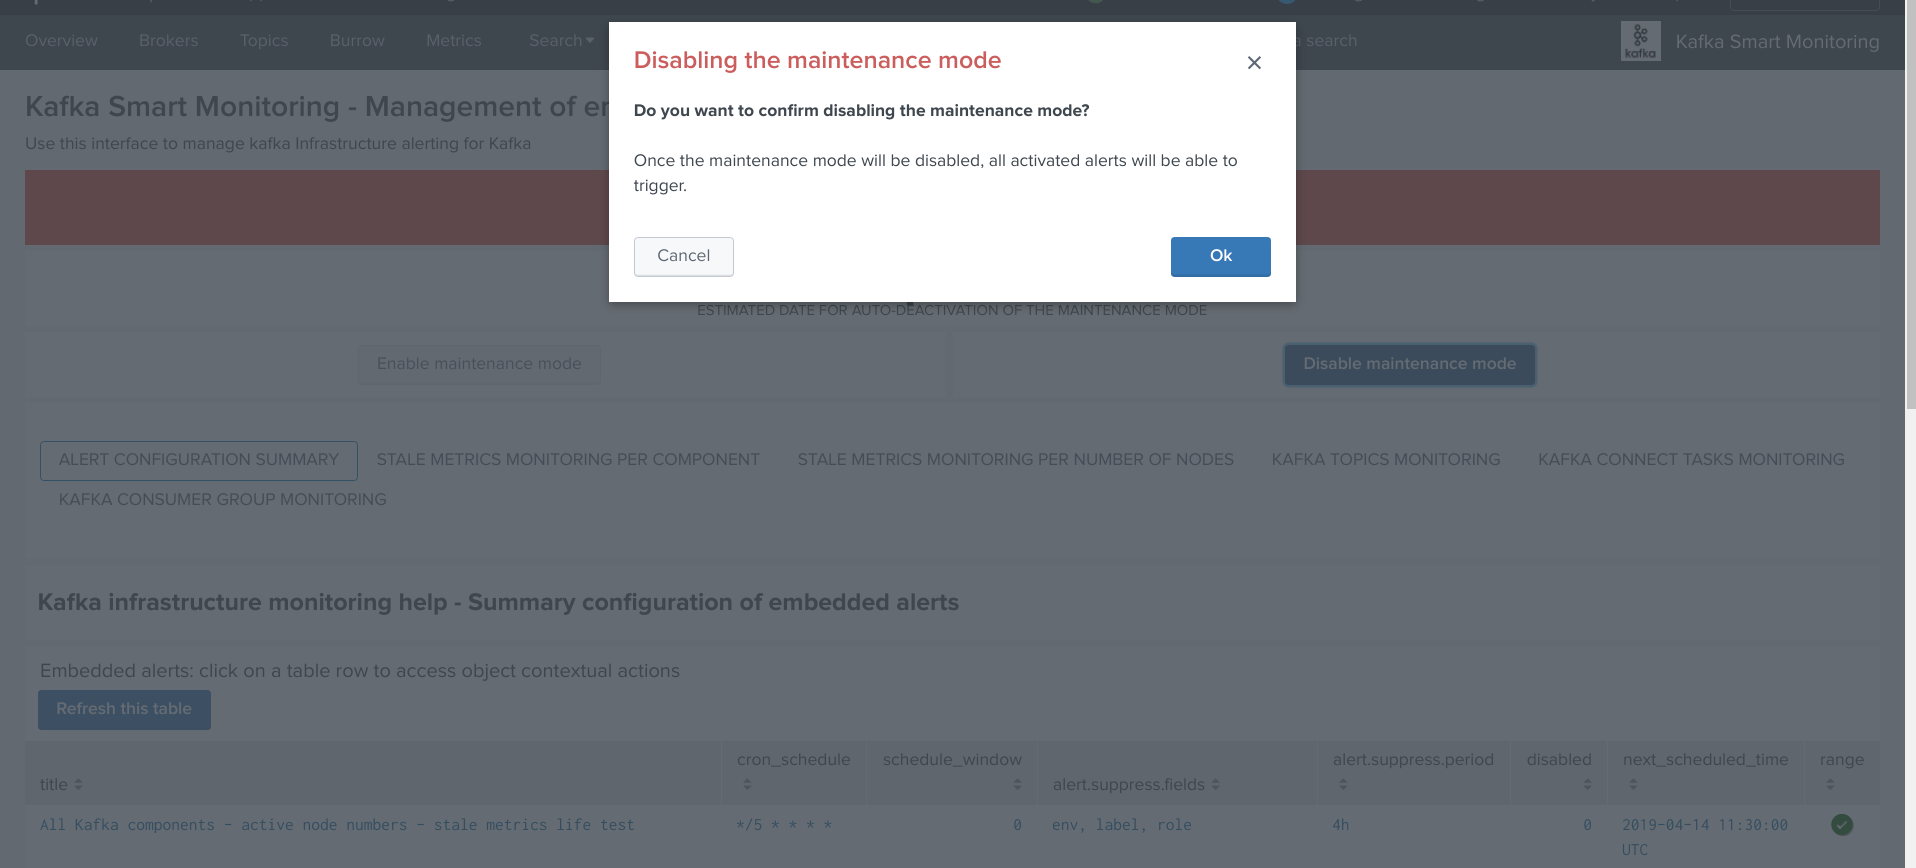 Overview Brokers Topics Burrow Metrics Search search
kafka Kafka Smart Monitoring
Disabling the maintenance mode
Do you want to confirm disabling the maintenance mode?
Once the maintenance mode will be disabled, all activated alerts will be able to
trigger.
Cancel Ok
Kafka Smart Monitoring - Management of
Use this interface to manage kafka Infrastructure alerting for Kafka
ESTIMATED DATE FOR AUTO-DEACTIVATION OF THE MAINTENANCE MODE
Enable maintenance mode Disable maintenance mode
ALERT CONFIGURATION SUMMARY STALE METRICS MONITORING PER COMPONENT STALE METRICS MONITORING PER NUMBER OF NODES KAFKA TOPICS MONITORING KAFKA CONNECT TASKS MONITORING
KAFKA CONSUMER GROUP MONITORING
Kafka infrastructure monitoring help - Summary configuration of embedded alerts
Embedded alerts: click on a table row to access object contextual actions
Refresh this table
title cron_schedule schedule_window alert.suppress.fields alert.suppress.period disabled next_scheduled_time range
All Kafka components - active node numbers - stale metrics life test */5 * * * * 0 env, label, role 4h 0 2019-04-14 11:30:00
UTC